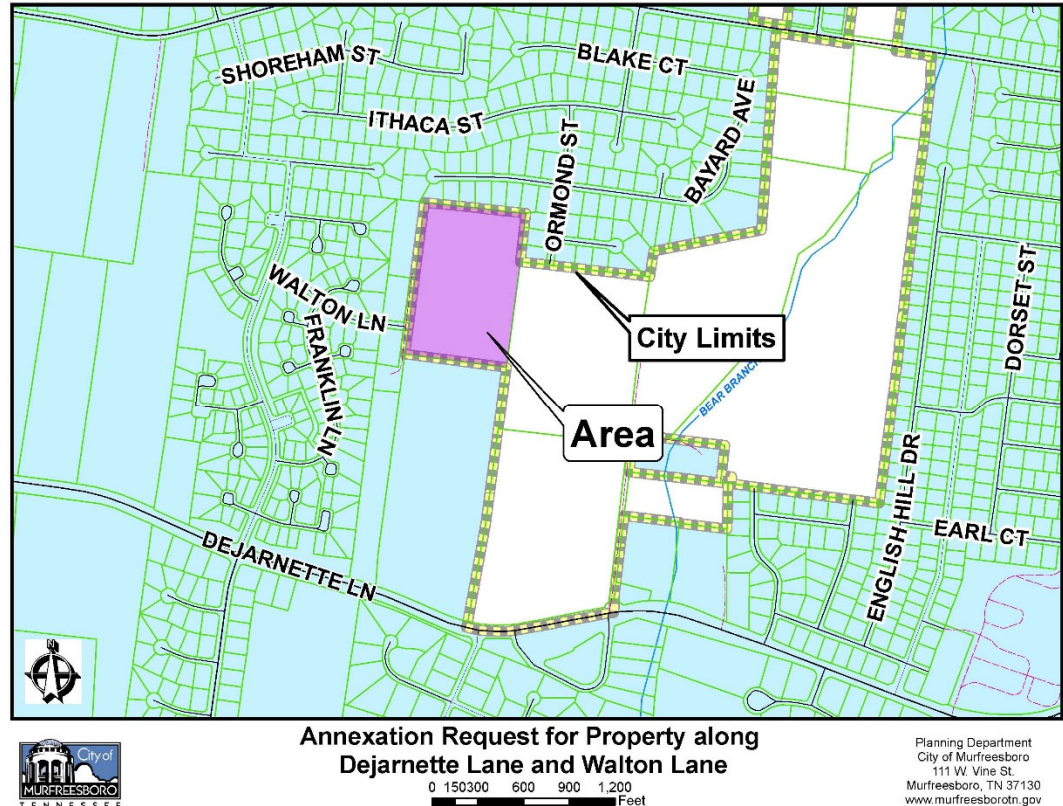 SHOREHAM ST
BLAKE CT
ITHACA ST
BAYARD AVE
ORMOND ST
WALTON LN
FRANKLIN LN
City Limits
DORSET ST
BEAR BRANCH
Area
ENGLISH HILL DR
DEJARNETTE LN
EARL CT
N
City of
MURFREESBORO
TENNESSEE
Annexation Request for Property along
Dejarnette Lane and Walton Lane
0 150300 600 900 1,200
Feet
Planning Department
City of Murfreesboro
111 W. Vine St.
Murfreesboro, TN 37130
www.murfreesborotn.gov